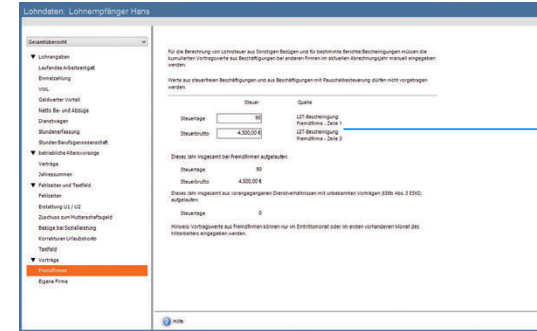 Lohndaten: Lohnempfänger Hans
Gesamtübersicht
Lohnangaben
Laufendes Arbeitsentgelt
Einmalzahlung
VWL
Geldwerter Vorteil
Netto Be- und Abzüge
Dienstwagen
Stundenerfassung
Stunden Berufsgenossenschaft
betriebliche Altersvorsorge
Verträge
Jahressummen
Fehlzeiten und Textfeld
Fehlzeiten
Erstattung U1 / U2
Zuschuss zum Mutterschaftsgeld
Bezüge bei Sozialleistung
Korrekturen Urlaubskonto
Textfeld
Vorträge
Fremdfirmen
Eigene Firma
Für die Berechnung von Lohnsteuer aus Sonstigen Bezügen und für bestimmte Berichte/Bescheinigungen müssen die
kumulierten Vortragswerte aus Beschäftigungen bei anderen Firmen im aktuellen Abrechnungsjahr manuell eingegeben
werden.
Werte aus steuerfreien Beschäftigungen und aus Beschäftigungen mit Pauschalbesteuerung dürfen nicht vorgetragen
werden.
Steuer Quelle
Steuertage 90 LST-Bescheinigung
Fremdfirma - Zeile 1
Steuerbrutto 4.500,00 € LST-Bescheinigung
Fremdfirma - Zeile 3
Dieses Jahr insgesamt bei Fremdfirmen aufgelaufen:
Steuertage 90
Steuerbrutto 4.500,00 €
Dieses Jahr insgesamt aus vorangegangenen Dienstverhältnissen mit unbekannten Vorträgen (§39b Abs. 3 EStG)
aufgelaufen
Steuertage 0
Hinweis: Vortragswerte aus Fremdfirmen können nur im Eintrittsmonat oder im ersten vorhandenen Monat des
Mitarbeiters eingegeben werden.
Hilfe